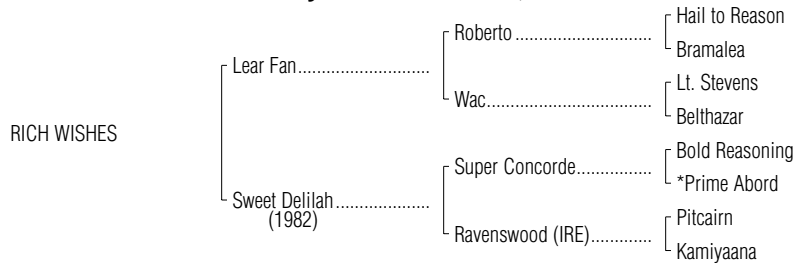 Hail to Reason
Roberto
Bramalea
Lear Fan
Lt. Stevens
Wac
Belthazar
RICH WISHES
Bold Reasoning
Super Concorde
*Prime Abord
Sweet Delilah
(1982)
Pitcairn
Ravenswood (IRE)
Kamiyaana